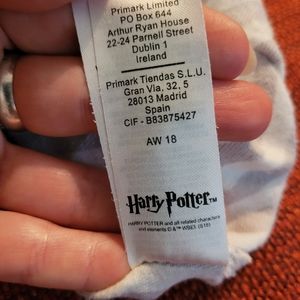 Primark Limited
PO Box 644
Arthur Ryan House
22-24 Parnell Street
Dublin 1
Ireland
Primark Tiendas S.L.U.
Gran Via, 32, 5
28013 Madrid
Spain
CIF - B83875427
AW 18
Harry Potter™
HARRY POTTER and all related characters
and elements © & ™ WBEI. (s18)